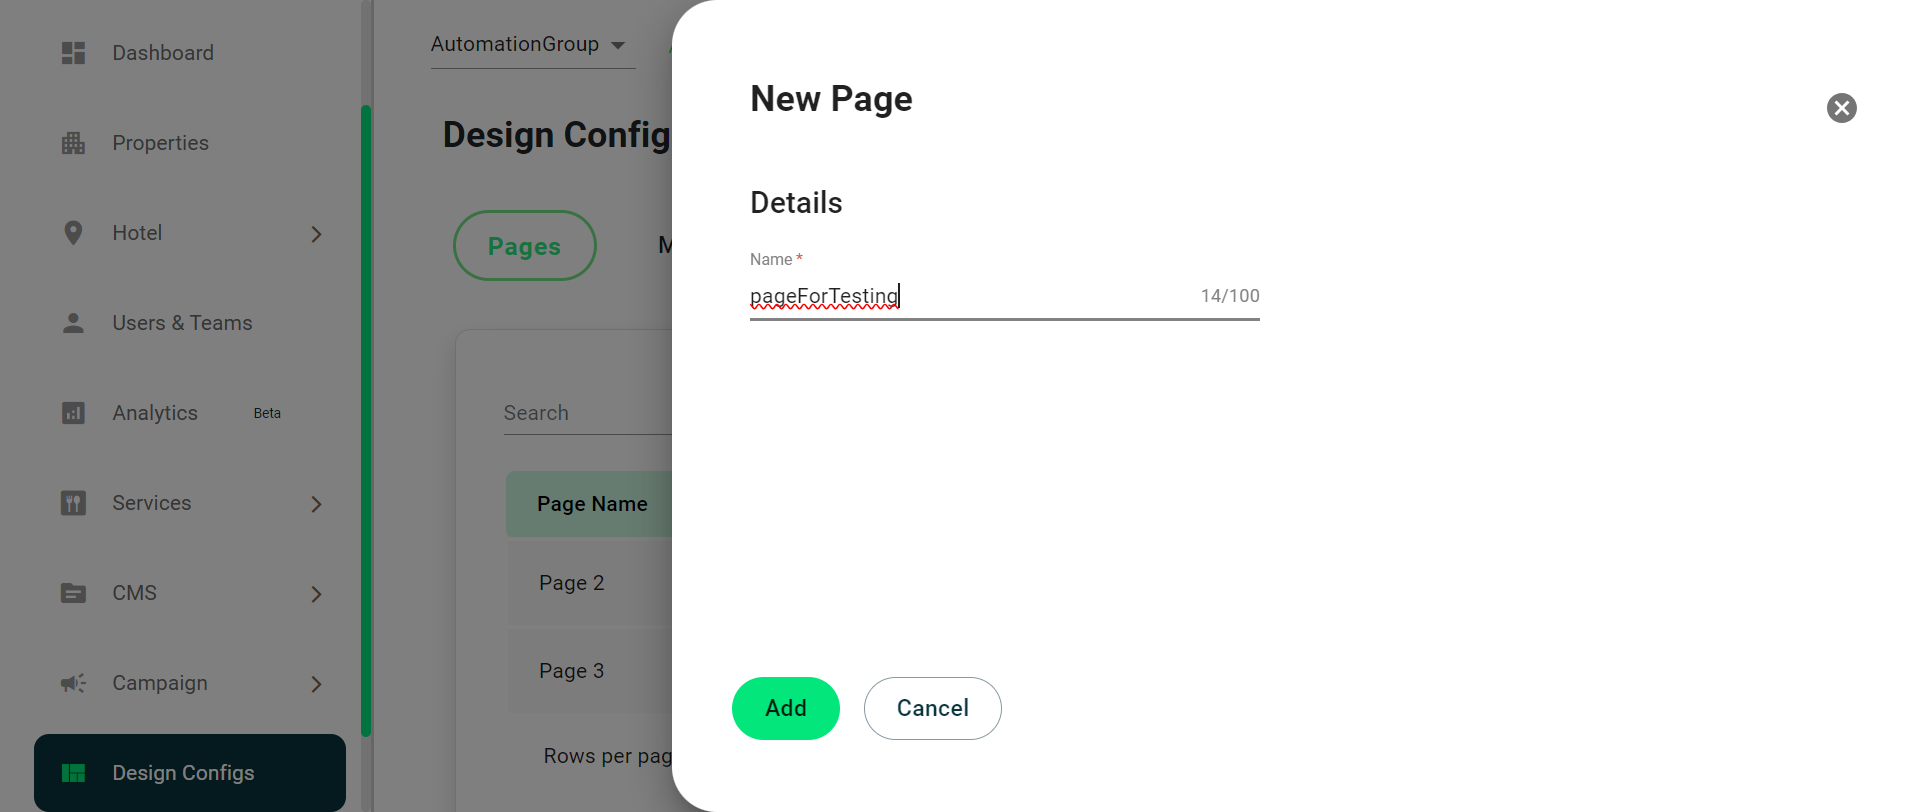 Dashboard
Properties
Hotel
Users & Teams
Analytics Beta
Services
CMS
Campaign
Design Configs
AutomationGroup
Design Config
Pages
M
Search
Page Name
Page 2
Page 3
Rows per pag
New Page
Details
Name *
pageForTesting 14/100
Add
Cancel